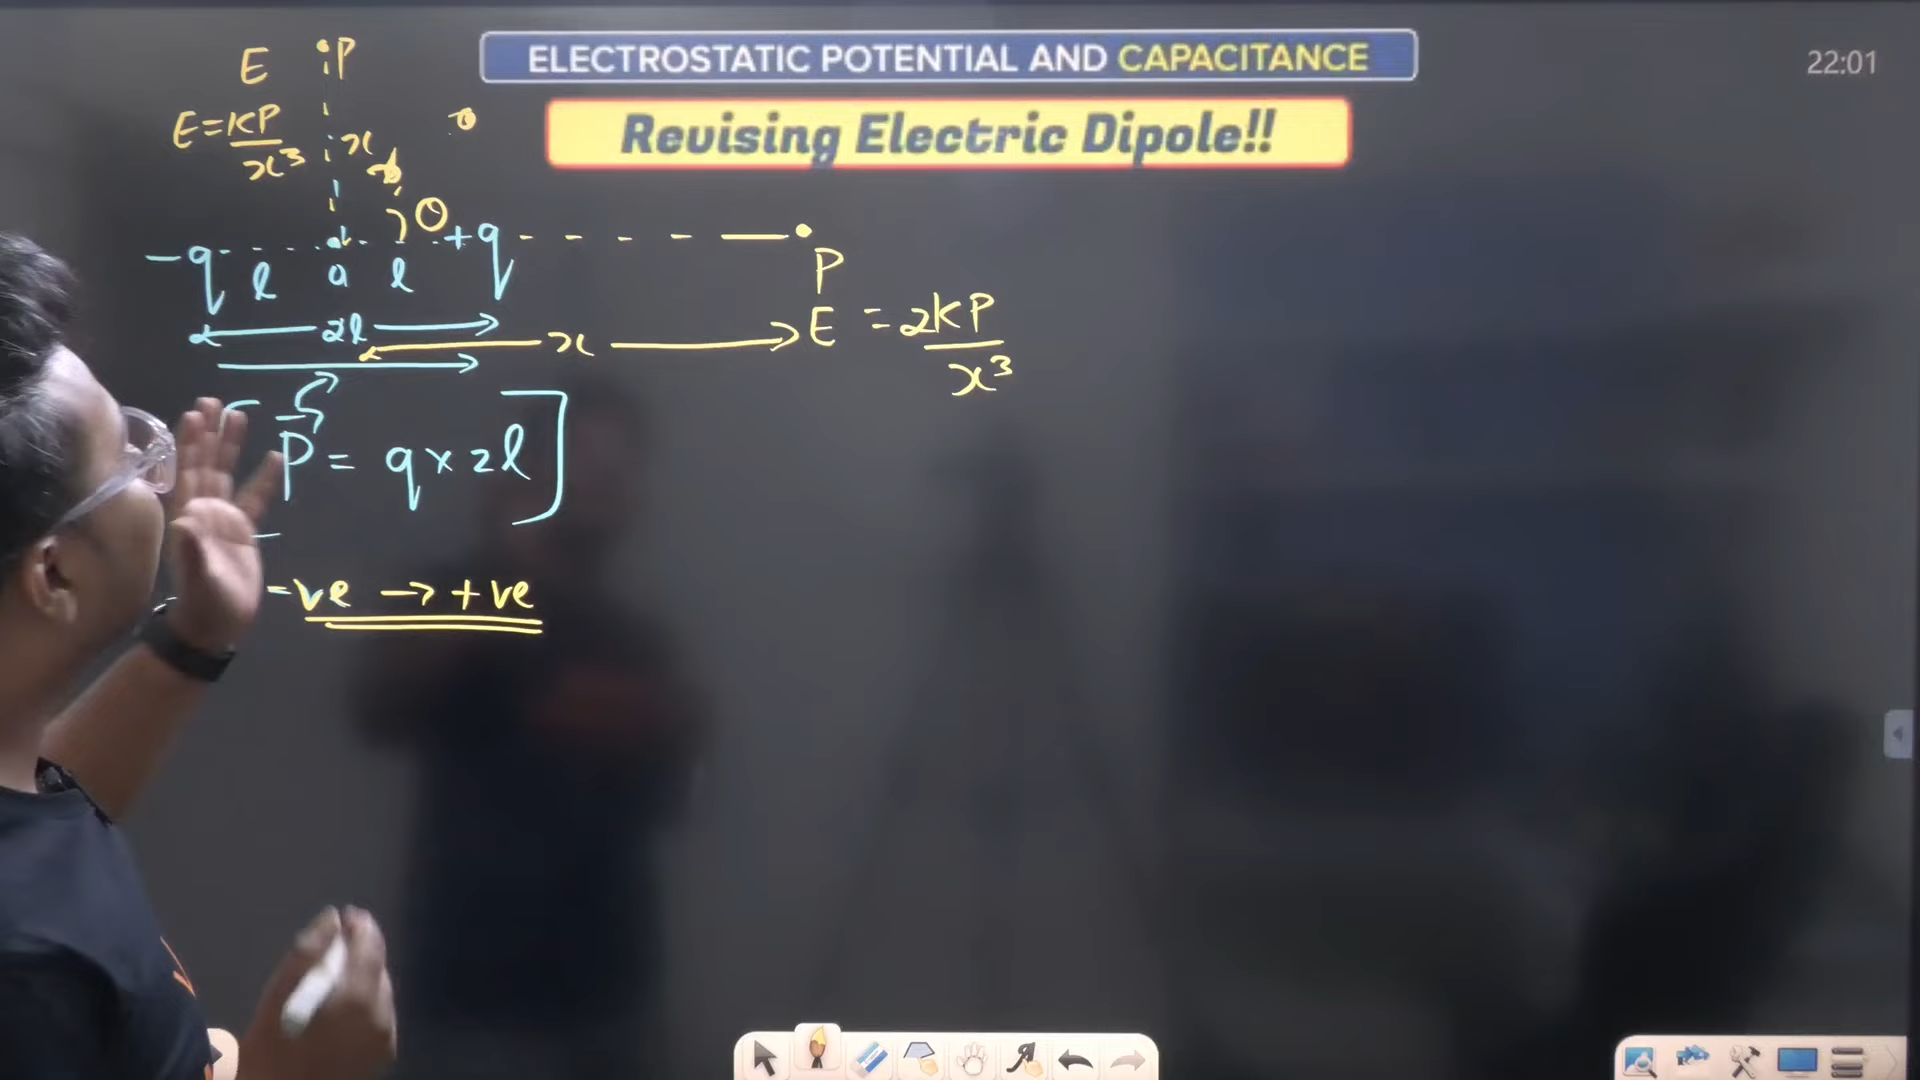 ELECTROSTATIC POTENTIAL AND CAPACITANCE
22:01
Revising Electric Dipole!!
E P
E = KP / x³
x
θ
-q l l +q
P
2l
x
E = 2KP / x³
P⃗ = q × 2l
-ve → +ve